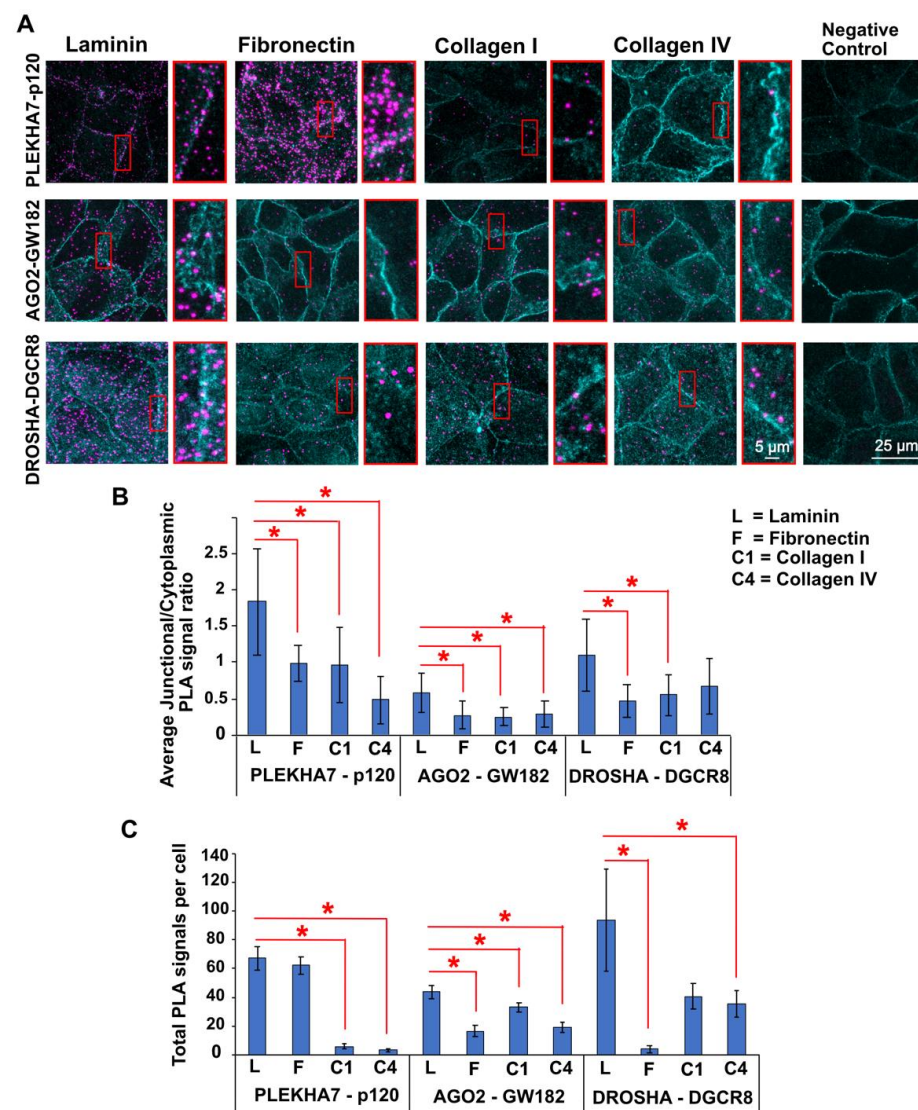 A
Laminin
Fibronectin
Collagen I
Collagen IV
Negative
Control
PLEKHA7-p120
AGO2-GW182
DROSHA-DGCR8
5 µm
25 µm
B
L = Laminin
F = Fibronectin
C1 = Collagen I
C4 = Collagen IV
Average Junctional/Cytoplasmic
PLA signal ratio
2.5
2
1.5
1
0.5
0
* * *
* * *
* *
L F C1 C4 L F C1 C4 L F C1 C4
PLEKHA7 - p120 AGO2 - GW182 DROSHA - DGCR8
C
Total PLA signals per cell
140
120
100
80
60
40
20
0
* *
* * *
* *
L F C1 C4 L F C1 C4 L F C1 C4
PLEKHA7 - p120 AGO2 - GW182 DROSHA - DGCR8